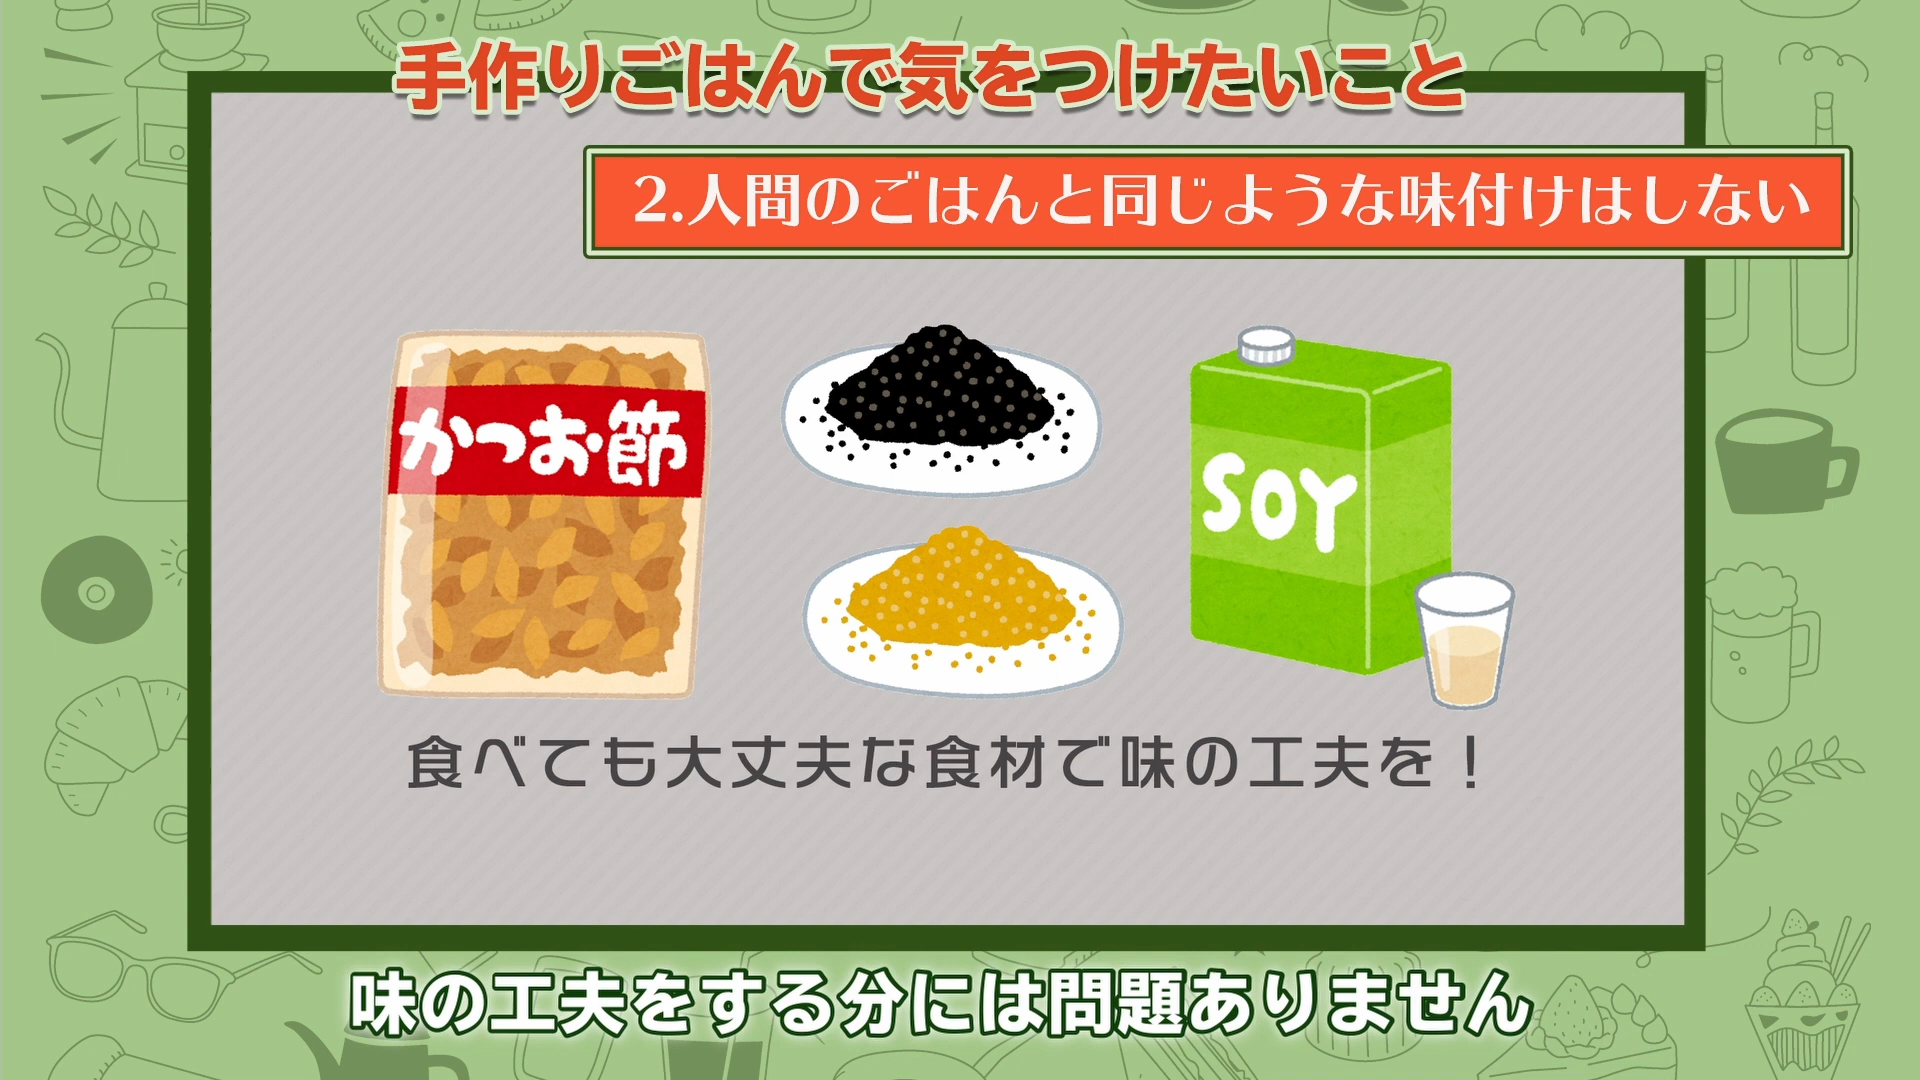 手作りごはんで気をつけたいこと
2.人間のごはんと同じような味付けはしない
かつお節
SOY
食べても大丈夫な食材で味の工夫を！
味の工夫をする分には問題ありません